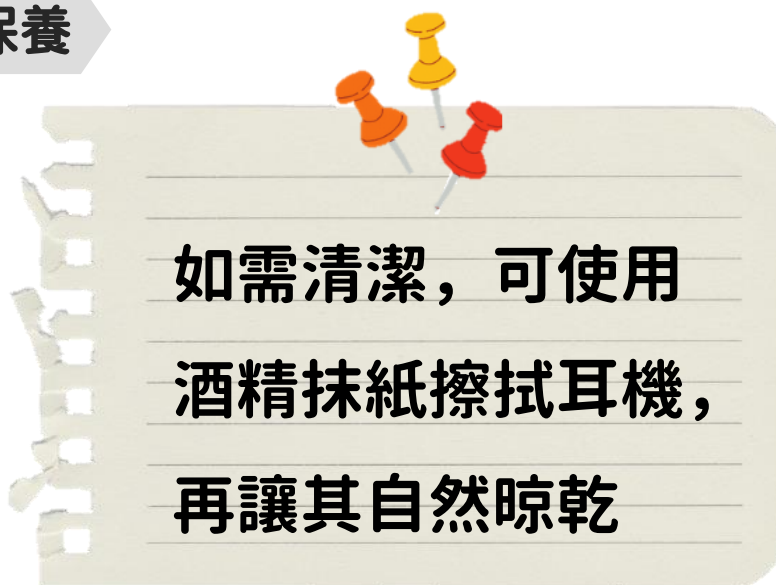 保養
如需清潔，可使用
酒精抹紙擦拭耳機，
再讓其自然晾乾